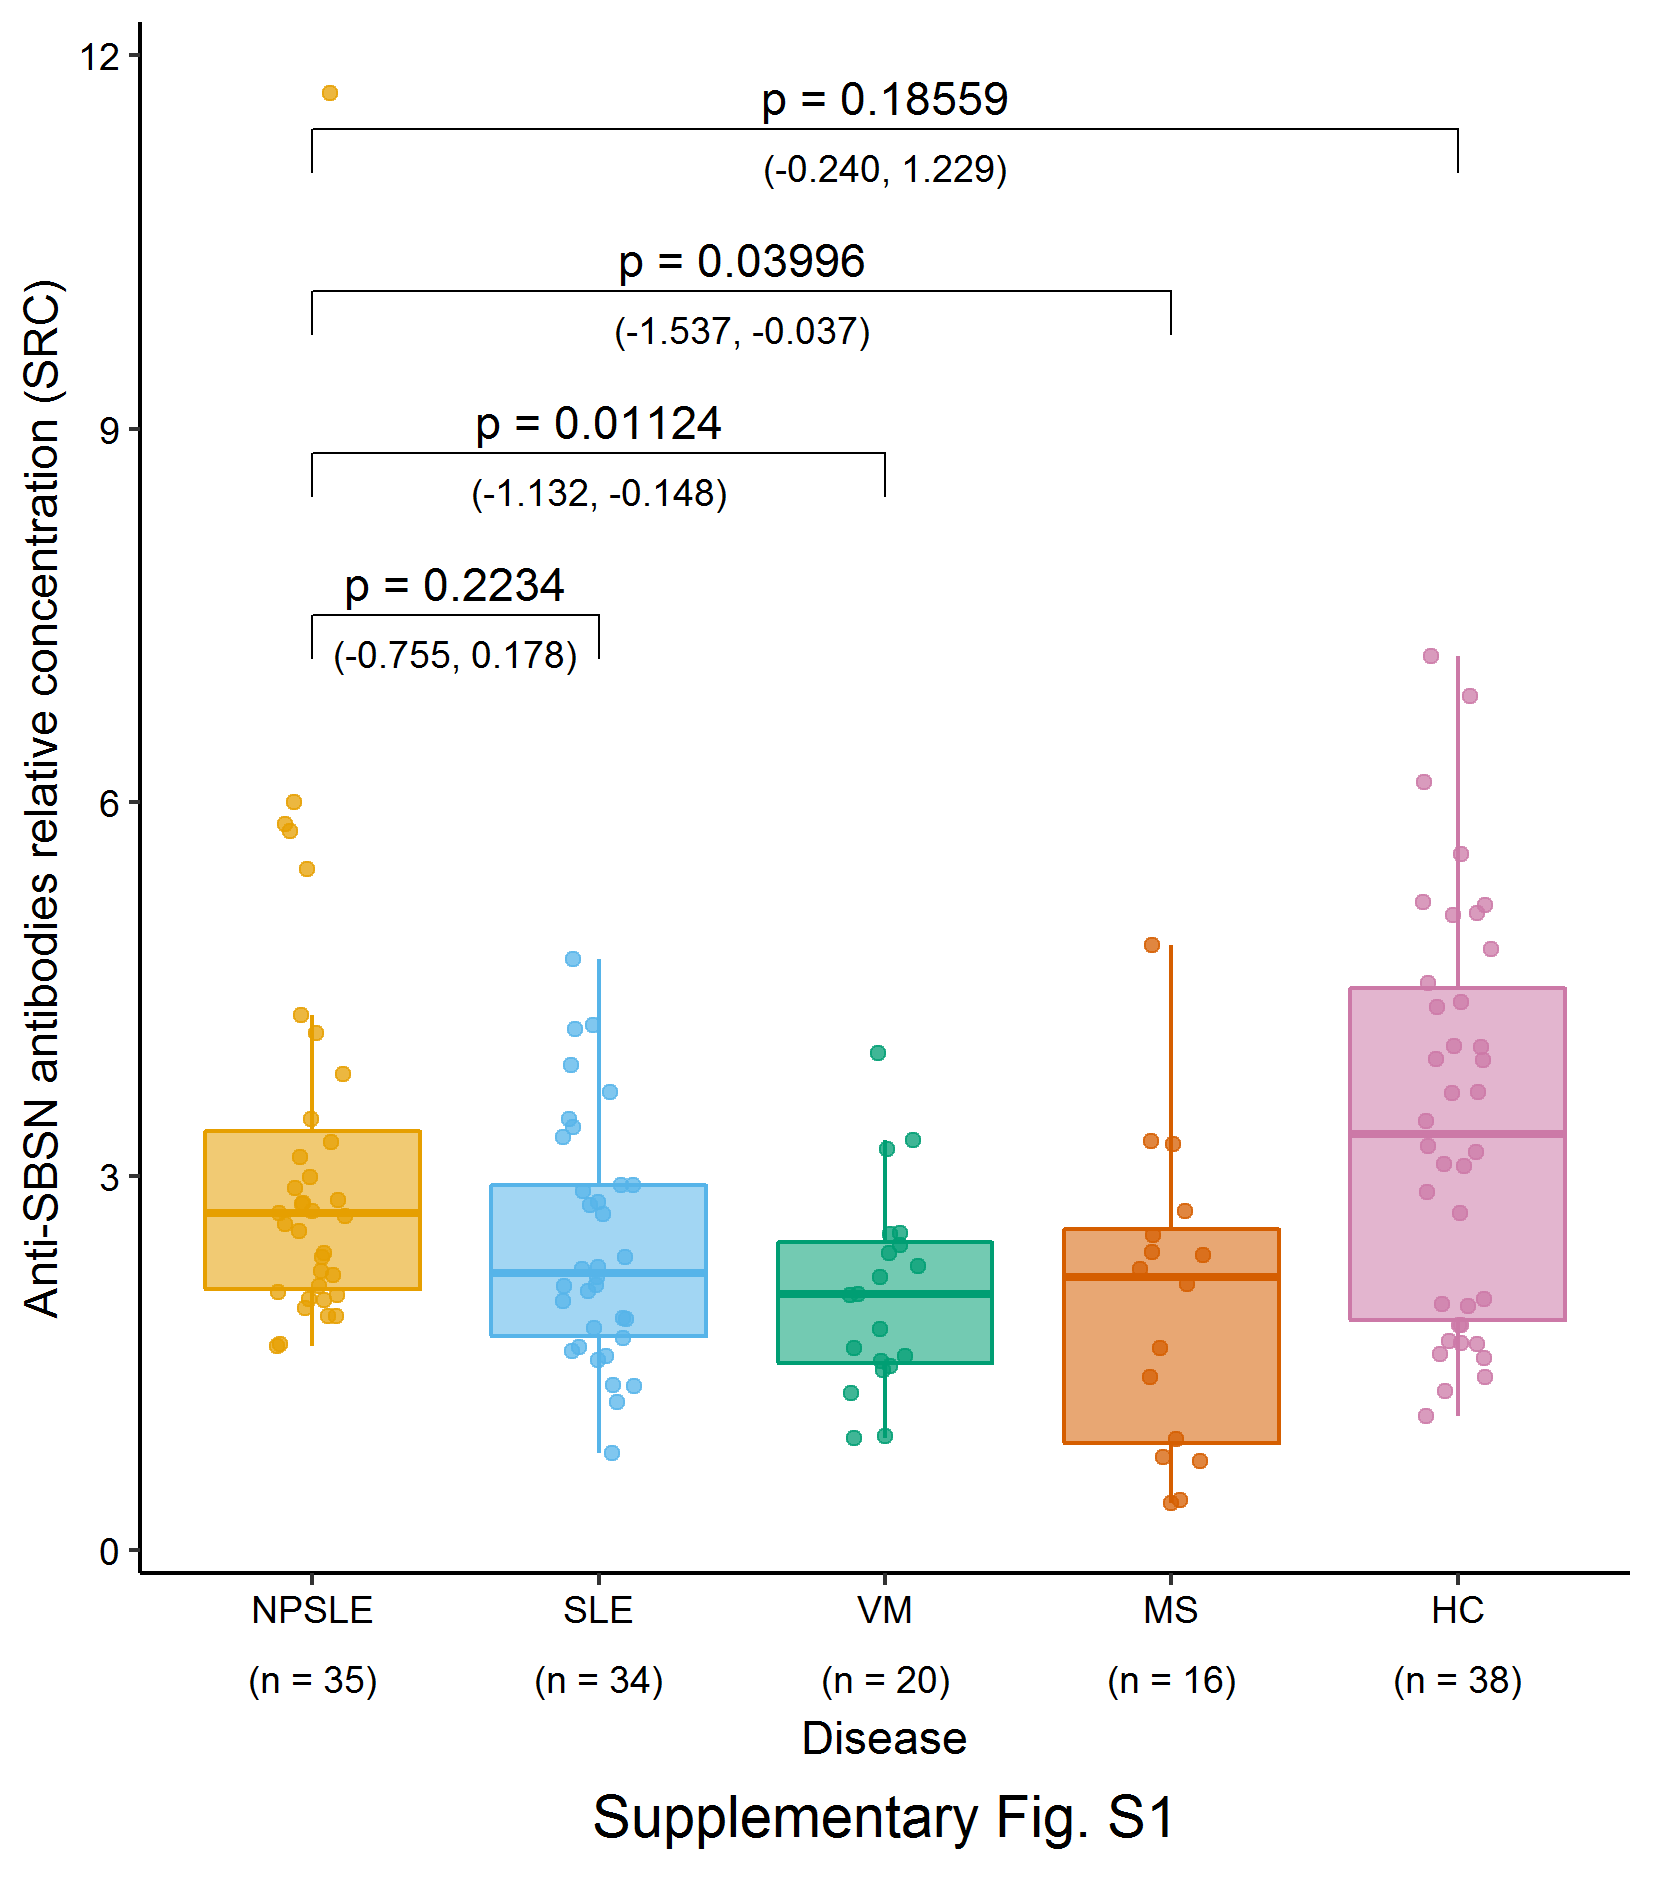 12
p = 0.18559
(-0.240, 1.229)
p = 0.03996
(-1.537, -0.037)
9
p = 0.01124
(-1.132, -0.148)
p = 0.2234
(-0.755, 0.178)
6
3
0
Anti-SBSN antibodies relative concentration (SRC)
NPSLE SLE VM MS HC
(n = 35) (n = 34) (n = 20) (n = 16) (n = 38)
Disease
Supplementary Fig. S1